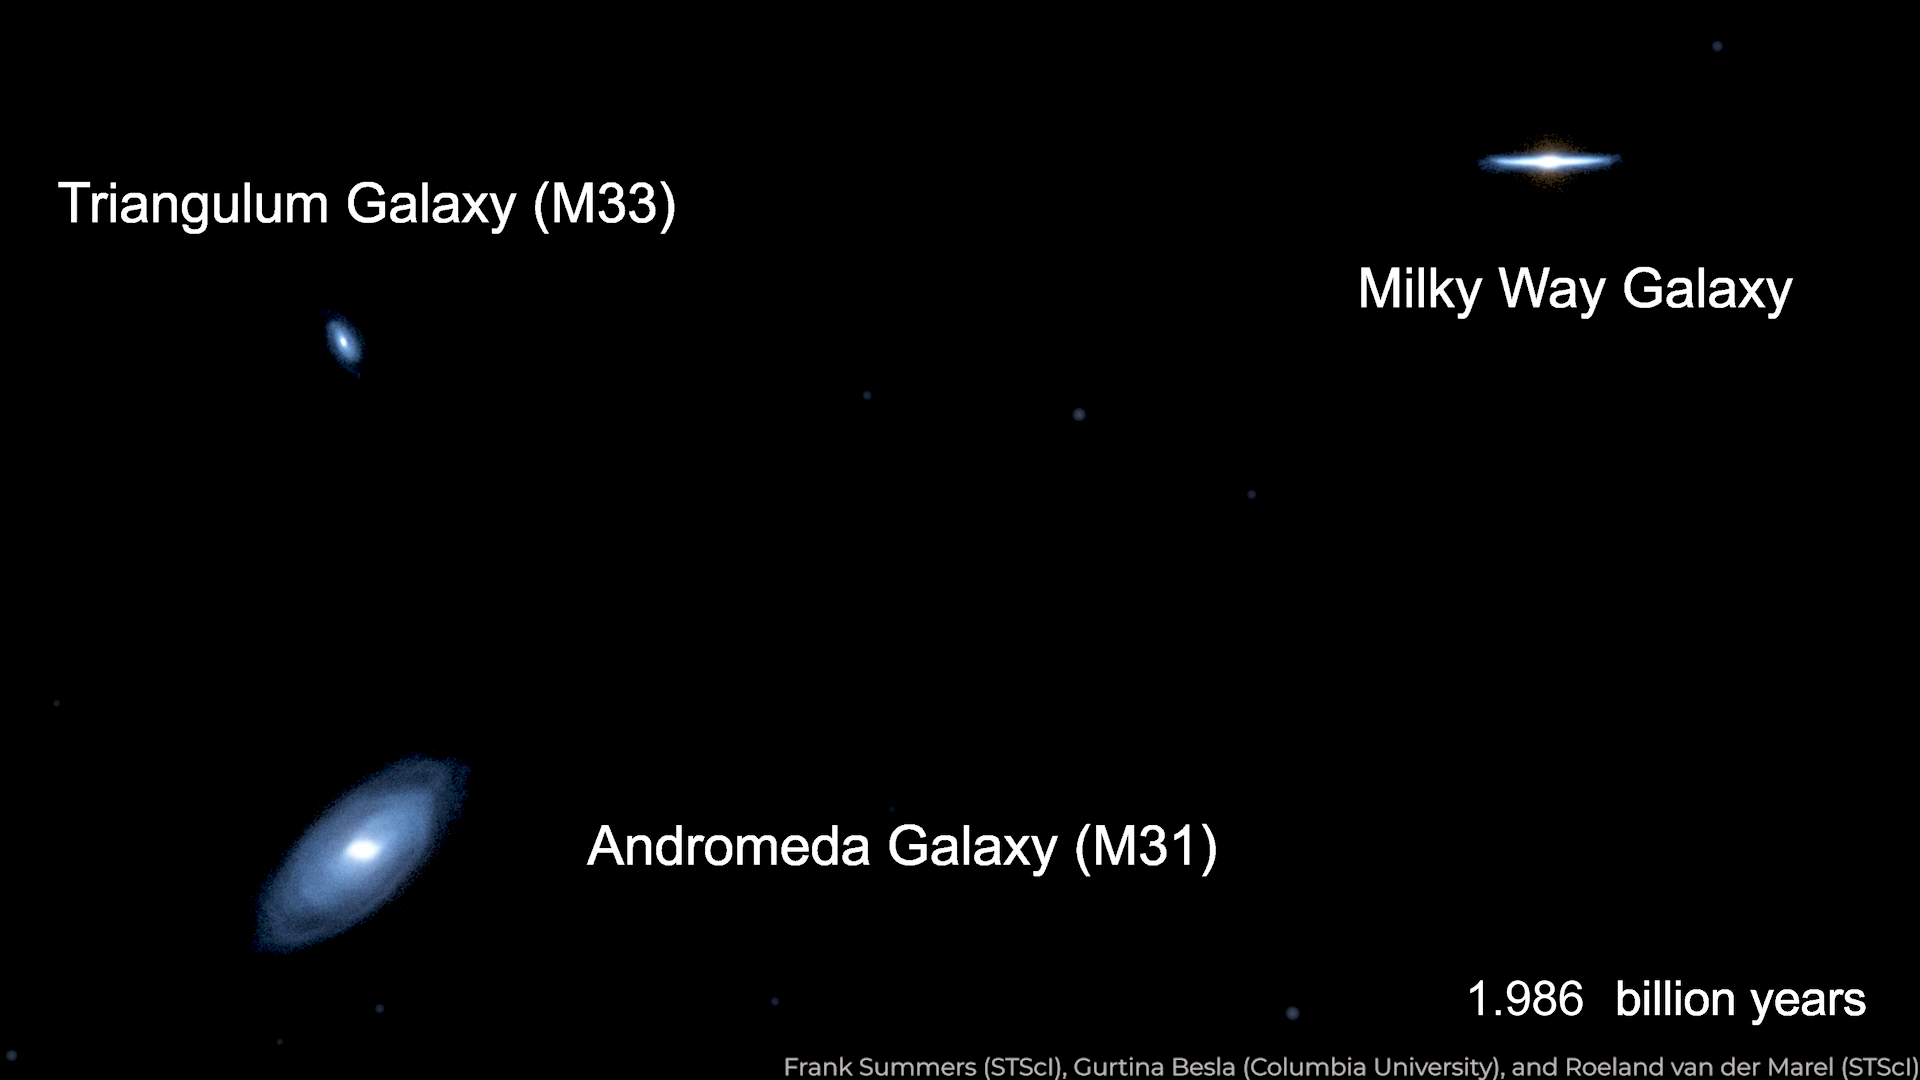 Triangulum Galaxy (M33)
Milky Way Galaxy
Andromeda Galaxy (M31)
1.986 billion years
Frank Summers (STScI), Gurtina Besla (Columbia University), and Roeland van der Marel (STScI)